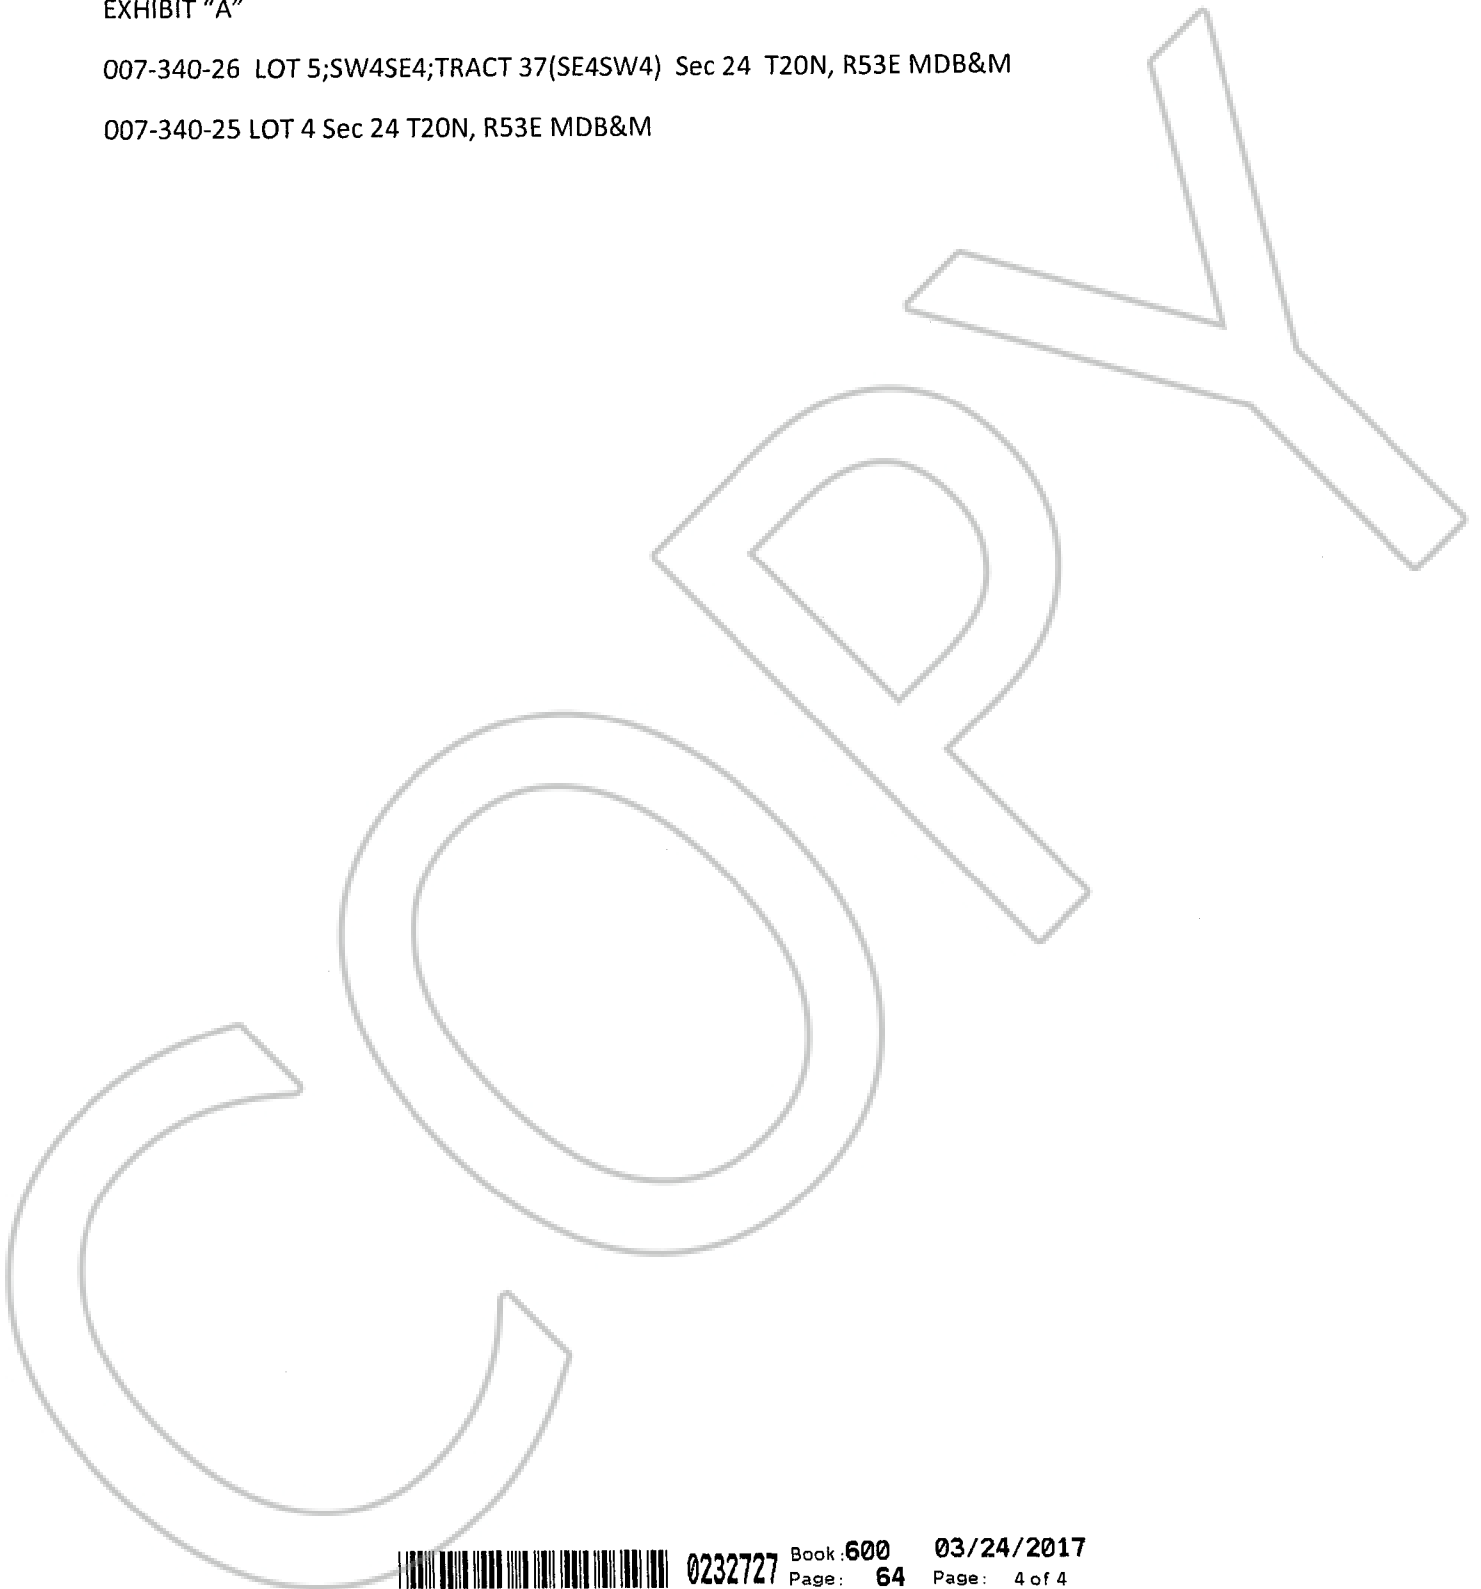 EXHIBIT "A"
007-340-26 LOT 5;SW4SE4;TRACT 37(SE4SW4) Sec 24 T20N, R53E MDB&M
007-340-25 LOT 4 Sec 24 T20N, R53E MDB&M
COPY
0232727 Book: 600 03/24/2017
Page: 64 Page: 4 of 4